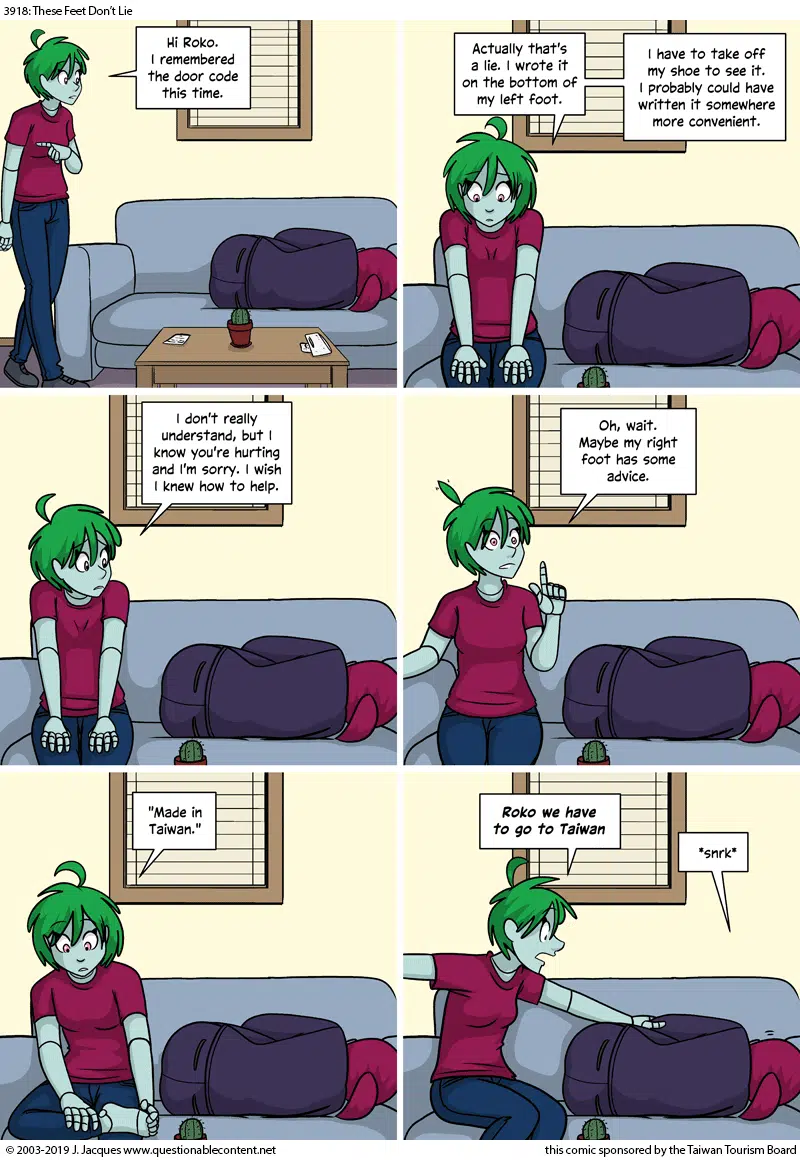 3918: These Feet Don't Lie
Hi Roko.
I remembered
the door code
this time.
Actually that's
a lie. I wrote it
on the bottom of
my left foot.
I have to take off
my shoe to see it.
I probably could have
written it somewhere
more convenient.
I don't really
understand, but I
know you're hurting
and I'm sorry. I wish
I knew how to help.
Oh, wait.
Maybe my right
foot has some
advice.
"Made in
Taiwan."
Roko we have
to go to Taiwan
*snrk*
© 2003-2019 J. Jacques www.questionablecontent.net
this comic sponsored by the Taiwan Tourism Board